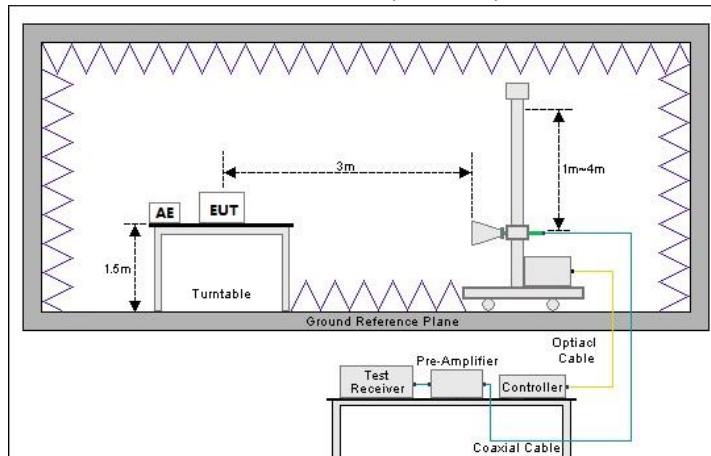 3m
1m~4m
AE
EUT
1.5m
Turntable
Ground Reference Plane
Optiacl
Cable
Pre-Amplifier
Test
Receiver
Controller
Coaxial Cable